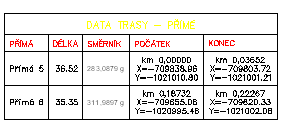 DATA TRASY – PŘÍMÉ
PŘÍMÁ DÉLKA SMĚRNÍK POČÁTEK KONEC
Přímá 5 36.52 283,0879 g
km 0,00000 km 0,03652
X=-709838.96 X=-709803.72
Y=-1021010.80 Y=-1021001.21
Přímá 6 35.35 311,9897 g
km 0,18732 km 0,22267
X=-709655.06 X=-709620.33
Y=-1020995.48 Y=-1021002.08